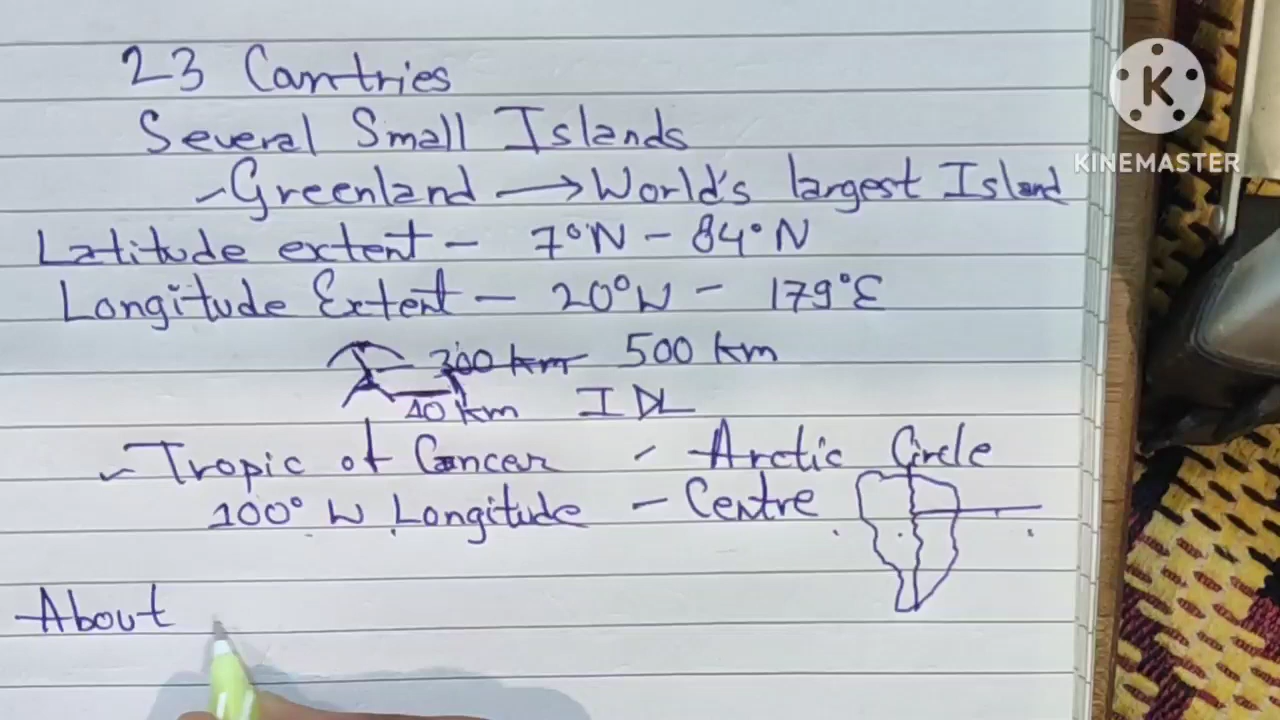 23 Cantries
Several Small Islands
Greenland → World's largest Island
Latitude extent - 7°N - 84°N
Longitude Extent - 20°W - 179°E
300 km 500 km
40 km IDL
Tropic of Cancer - Arctic Circle
100° W Longitude - Centre
About
K
KINEMASTER